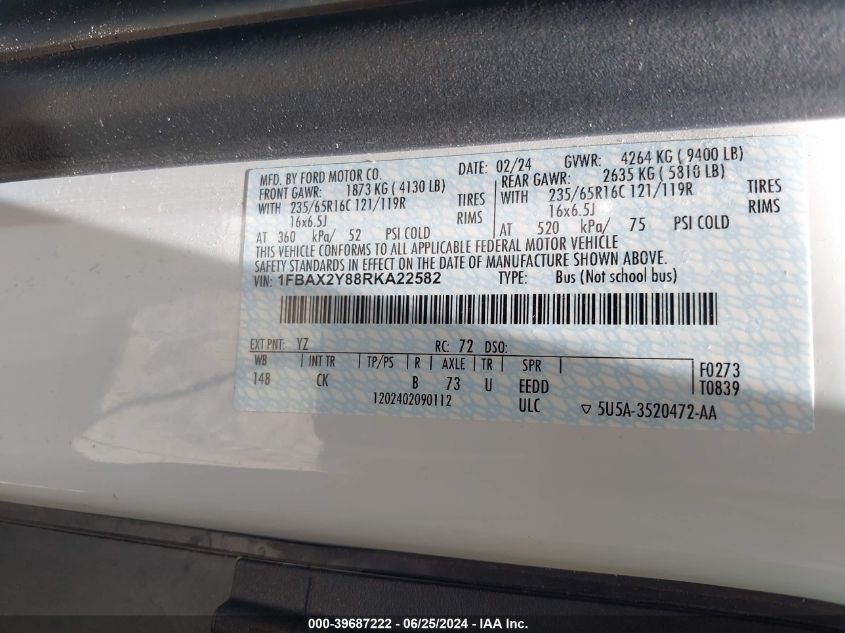 MFD. BY FORD MOTOR CO. DATE: 02/24 GVWR: 4264 KG ( 9400 LB)
FRONT GAWR: 1873 KG ( 4130 LB) REAR GAWR: 2635 KG ( 5810 LB)
WITH 235/65R16C 121/119R TIRES WITH 235/65R16C 121/119R TIRES
16x6.5J RIMS 16x6.5J RIMS
AT 360 kPa/ 52 PSI COLD AT 520 kPa/ 75 PSI COLD
THIS VEHICLE CONFORMS TO ALL APPLICABLE FEDERAL MOTOR VEHICLE
SAFETY STANDARDS IN EFFECT ON THE DATE OF MANUFACTURE SHOWN ABOVE.
VIN: 1FBAX2Y88RKA22582 TYPE: Bus (Not school bus)
EXT PNT: YZ RC: 72 DSO:
WB INT TR TP/PS R AXLE TR SPR F0273
148 CK B 73 U EEDD T0839
1202402090112 ULC ▽ 5U5A-3520472-AA
000-39687222 - 06/25/2024 - IAA Inc.